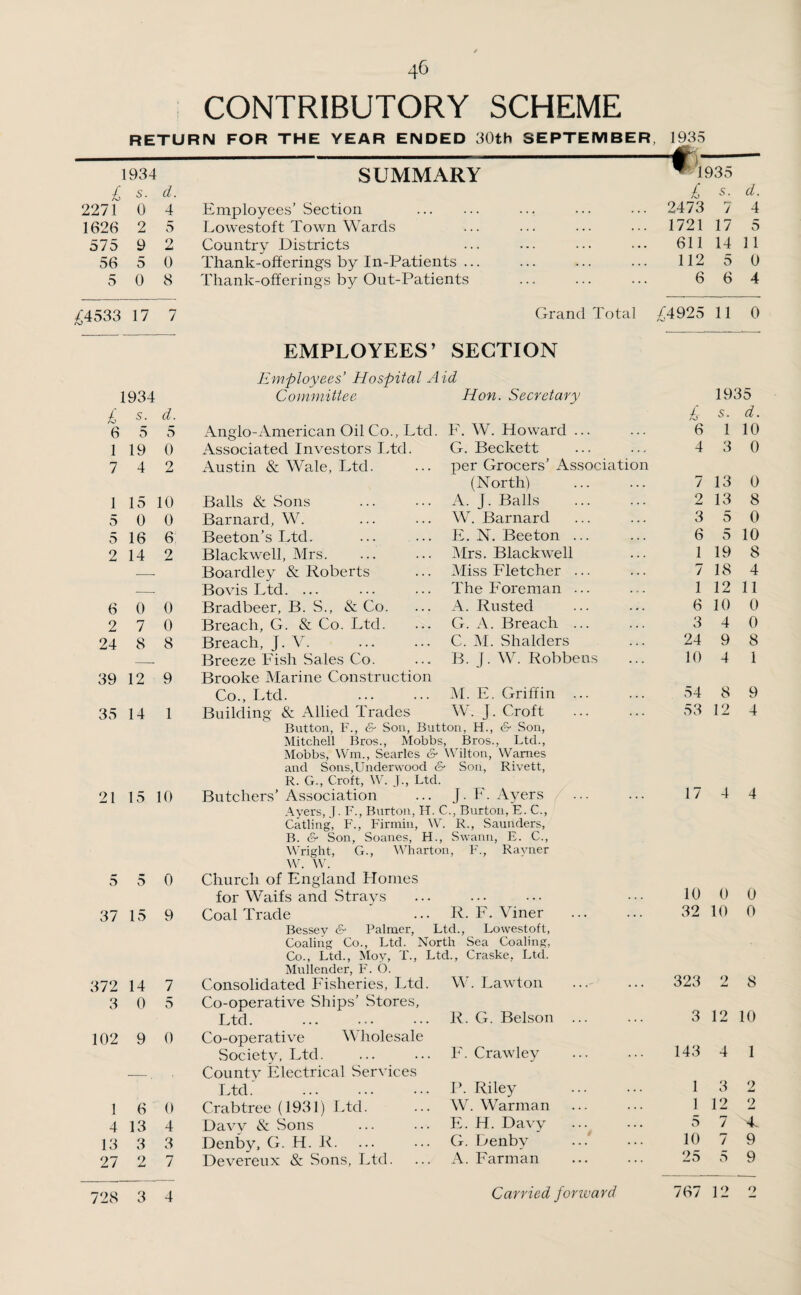 46
CONTRIBUTORY SCHEME
RETURN FOR THE YEAR ENDED 30th SEPTEMBER, 1935
1934 SUMMARY 1935
£ s. d. £ s. d.
2271 0 4 Employees' Section ... ... ... ... ... 2473 7 4
1626 2 5 Lowestoft Town Wards ... ... ... ... 1721 17 5
575 9 2 Country Districts ... ... ... ... 611 14 11
56 5 0 Thank-offerings by In-Patients ... ... ... ... 112 5 0
5 0 8 Thank-offerings by Out-Patients ... ... ... 6 6 4
£4533 17 7 Grand Total £4925 11 0
EMPLOYEES' SECTION
Employees' Hospital Aid
1934 Committee Hon. Secretary 1935
£ s. d. £ s. d.
6 5 5 Anglo-American Oil Co., Ltd. F. W. Howard ... ... 6 1 10
1 19 0 Associated Investors Ltd. G. Beckett ... ... 4 3 0
7 4 2 Austin & Wale, Ltd. ... per Grocers' Association
(North) ... ... 7 13 0
1 15 10 Balls & Sons ... ... A. J. Balls ... ... 2 13 8
5 0 0 Barnard, W. ... ... W. Barnard ... ... 3 5 0
5 16 6 Beeton's Ltd. ... ... E. N. Beeton ... ... 6 5 10
2 14 2 Blackwell, Mrs. ... ... Mrs. Blackwell ... 1 19 8
— Boardley & Roberts ... Miss Fletcher ... ... 7 18 4
— Bovis Ltd. ... ... ... The Foreman ... ... 1 12 11
6 0 0 Bradbeer, B. S., & Co. ... A. Rusted ... ... 6 10 0
2 7 0 Breach, G. & Co. Ltd. ... G. A. Breach ... ... 3 4 0
24 8 8 Breach, J. V. ... ... C. M. Shalders ... 24 9 8
— Breeze Fish Sales Co. ... B. J. W. Robbens ... 10 4 1
39 12 9 Brooke Marine Construction
Co., Ltd. ... ... M. E. Griffin ... ... 54 8 9
35 14 1 Building & Allied Trades W. J. Croft ... ... 53 12 4
Button, F., & Son, Button, H., & Son,
Mitchell Bros., Mobbs, Bros., Ltd.,
Mobbs, Wm., Searles & Wilton, Warnes
and Sons,Underwood & Son, Rivett,
R. G., Croft, W. J., Ltd.
21 15 10 Butchers' Association ... J. F. Ayers ... ... 17 4 4
Ayers, J. F., Burton, H. C., Burton, E. C.,
Catling, F., Firmin, W. R., Saunders,
B. & Son, Soanes, H., Swann, E. C.,
Wright, G., Wharton, F., Rayner
W. W.
5 5 0 Church of England Homes
for Waifs and Strays ... ... ... ... 10 0 0
37 15 9 Coal Trade ... R. F. Viner ... ... 32 10 0
Bessey & Palmer, Ltd., Lowestoft,
Coaling Co., Ltd. North Sea Coaling,
Co., Ltd., Moy, T., Ltd., Craske, Ltd.
Mullender, F. O.
372 14 7 Consolidated Fisheries, Ltd. W. Lawton ... ... 323 2 8
3 0 5 Co-operative Ships' Stores,
Ltd. ... ... ... R. G. Belson ... ... 3 12 10
102 9 0 Co-operative Wholesale
Society, Ltd. ... ... F. Crawley ... ... 143 4 1
— County Electrical Services
Ltd. ... ... ... P. Riley ... ... 1 3 2
1 6 0 Crabtree (1931) Ltd. ... W. Warman ... ... 1 12 2
4 13 4 Davy & Sons ... ... E. H. Davy ... ... 5 7 4
13 3 3 Denby, G. H. R. ... ... G. Denby ... ... 10 7 9
27 2 7 Devereux & Sons, Ltd. ... A. Farman ... ... 25 5 9
728 3 4 Carried forward 767 12 2